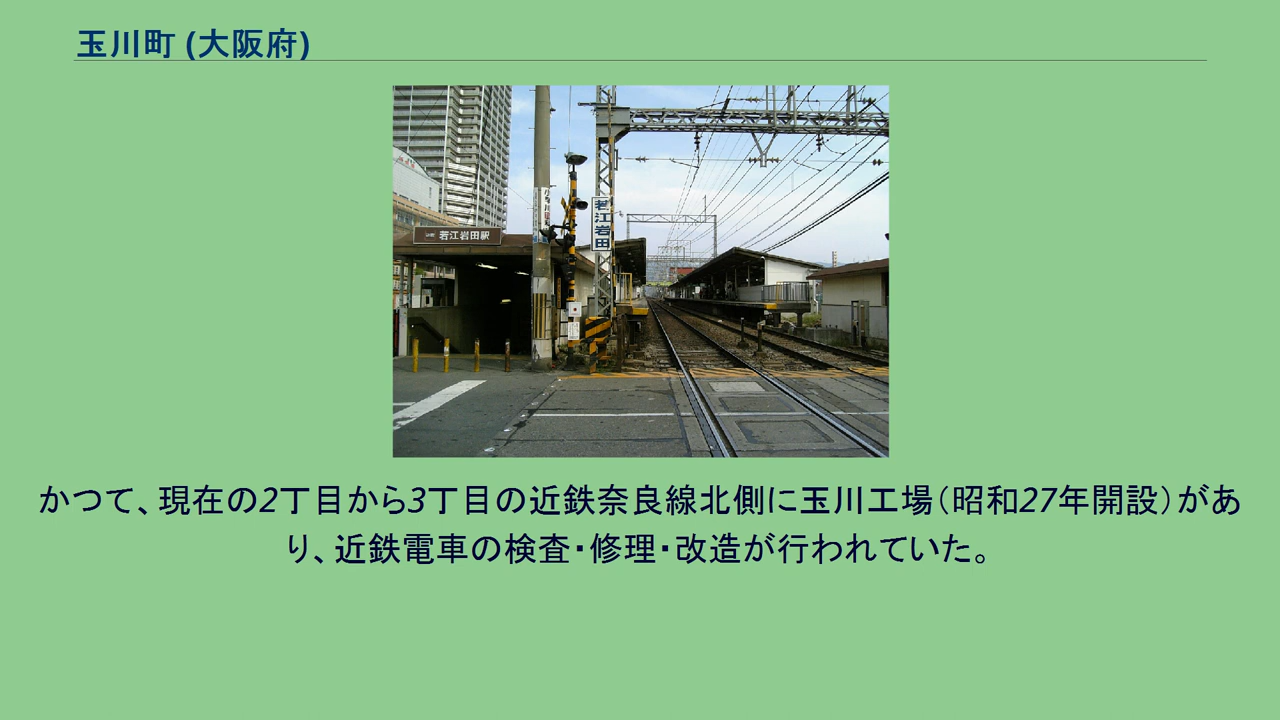 玉川町 (大阪府)
若江岩田駅
若江岩田
かつて、現在の2丁目から3丁目の近鉄奈良線北側に玉川工場（昭和27年開設）があ
り、近鉄電車の検査・修理・改造が行われていた。